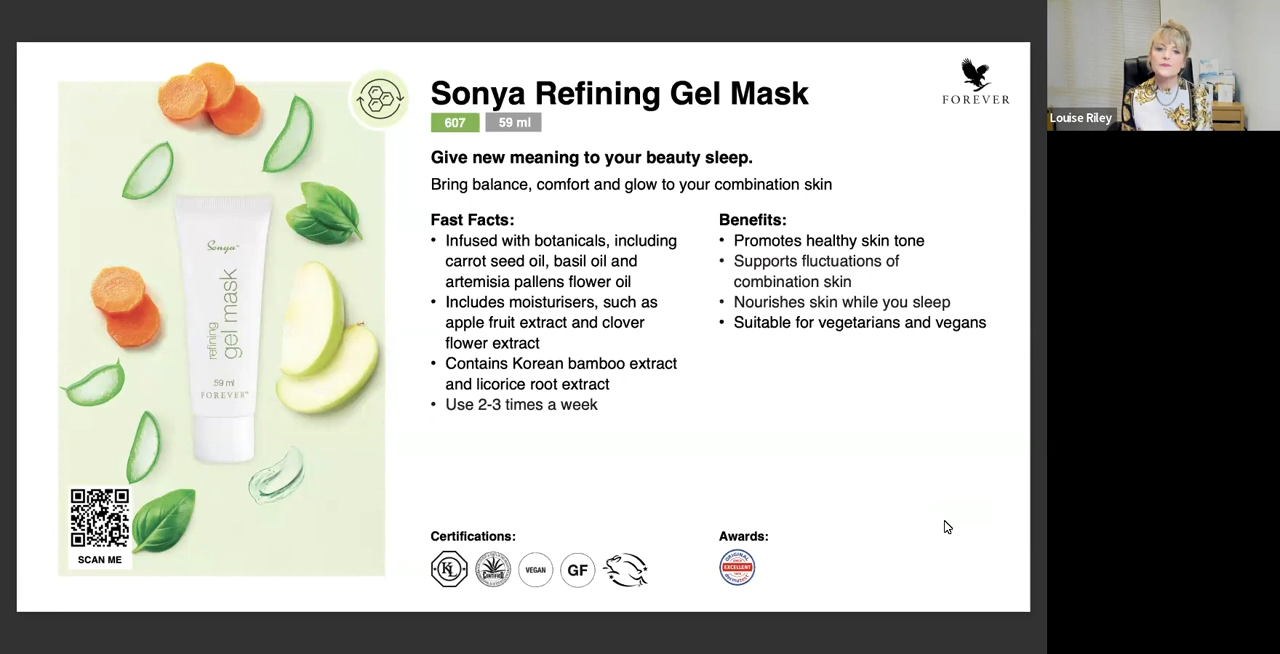 Sonya Refining Gel Mask
607
59 ml
FOREVER
Give new meaning to your beauty sleep.
Bring balance, comfort and glow to your combination skin
Fast Facts:
• Infused with botanicals, including
carrot seed oil, basil oil and
artemisia pallens flower oil
• Includes moisturisers, such as
apple fruit extract and clover
flower extract
• Contains Korean bamboo extract
and licorice root extract
• Use 2-3 times a week
Benefits:
• Promotes healthy skin tone
• Supports fluctuations of
combination skin
• Nourishes skin while you sleep
• Suitable for vegetarians and vegans
Certifications:
K
CERTIFIED
VEGAN
GF
Awards:
ORIGINAL
EXCELLENT
dermatest
Sonya™
refining
gel mask
59 ml
FOREVER™
SCAN ME
Louise Riley